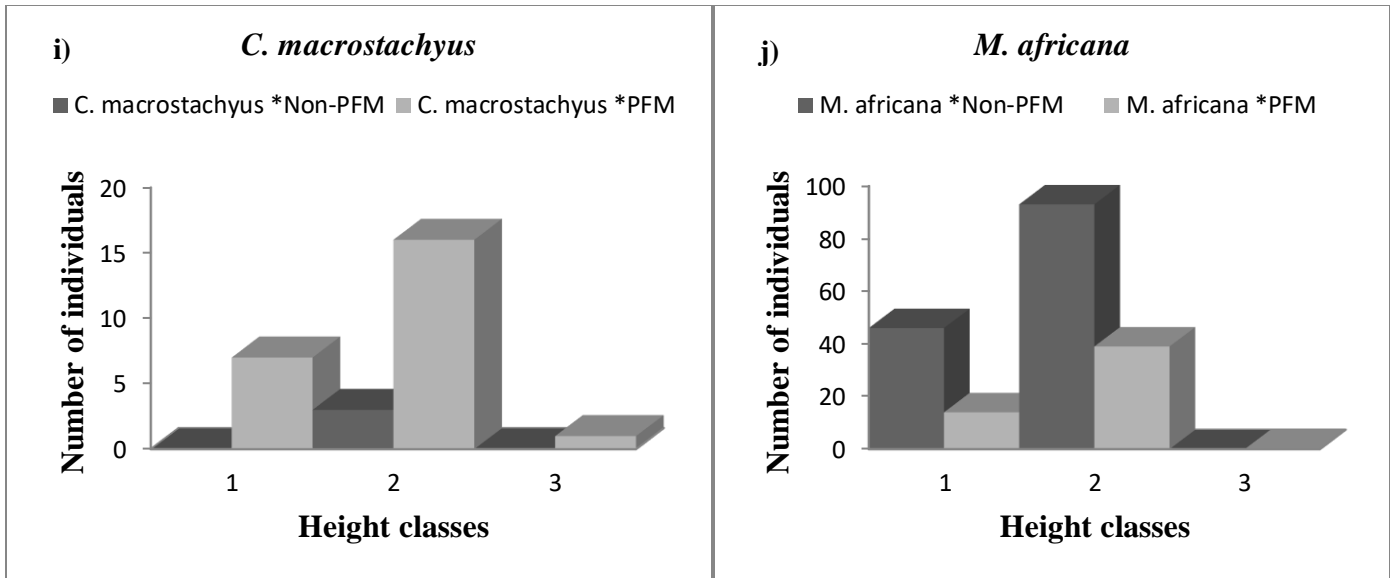 i) C. macrostachyus
C. macrostachyus *Non-PFM C. macrostachyus *PFM
Number of individuals
20
15
10
5
0
1 2 3
Height classes
j) M. africana
M. africana *Non-PFM M. africana *PFM
Number of individuals
100
80
60
40
20
0
1 2 3
Height classes